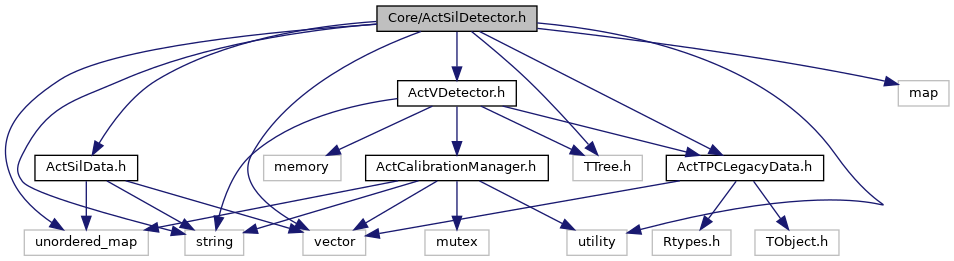 Core/ActSilDetector.h
ActVDetector.h
map
ActSilData.h
memory
ActCalibrationManager.h
TTree.h
ActTPCLegacyData.h
unordered_map
string
vector
mutex
utility
Rtypes.h
TObject.h